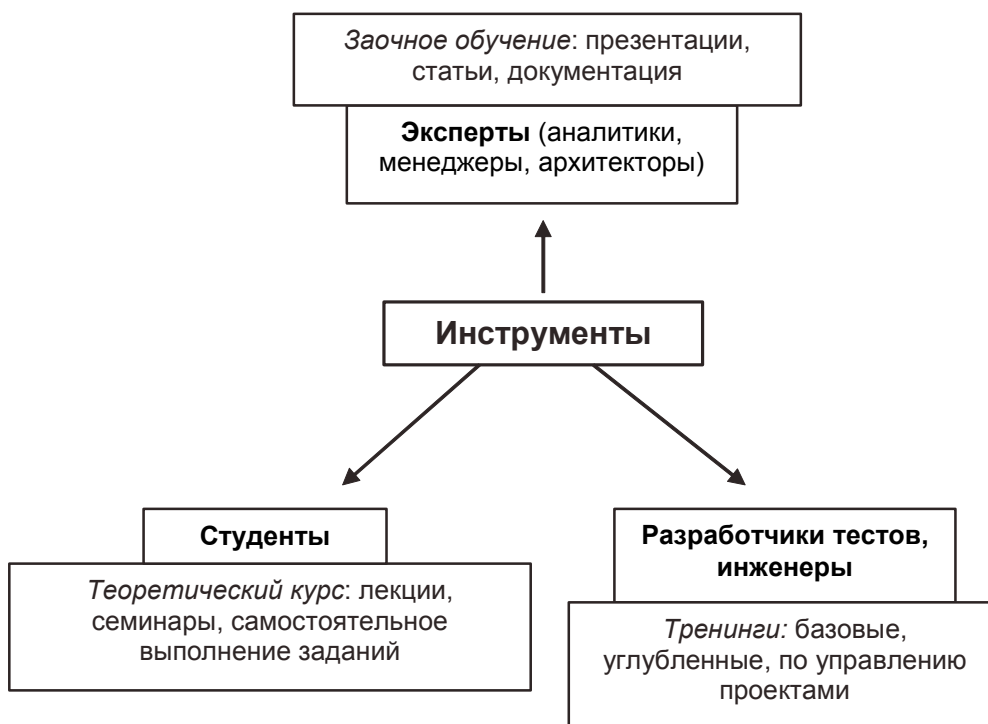 Заочное обучение: презентации,
статьи, документация
Эксперты (аналитики,
менеджеры, архитекторы)
Инструменты
Студенты
Теоретический курс: лекции,
семинары, самостоятельное
выполнение заданий
Разработчики тестов,
инженеры
Тренинги: базовые,
углубленные, по управлению
проектами